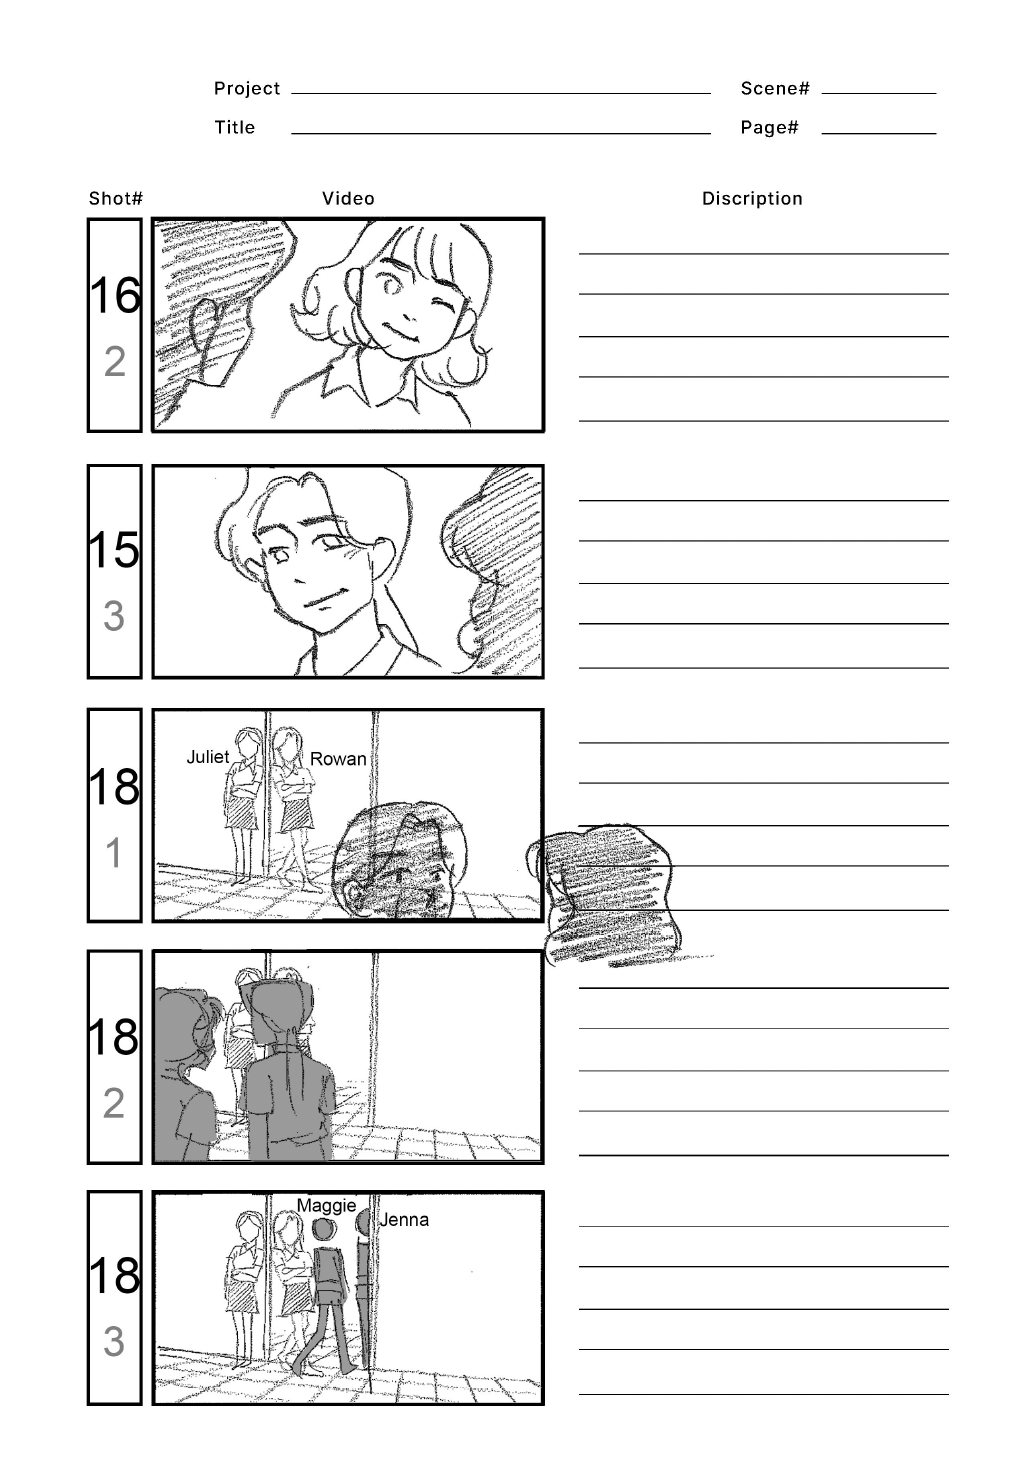 Project Scene#
Title Page#
Shot# Video Discription
16
2
15
3
Juliet Rowan
18
1
18
2
Maggie
Jenna
18
3